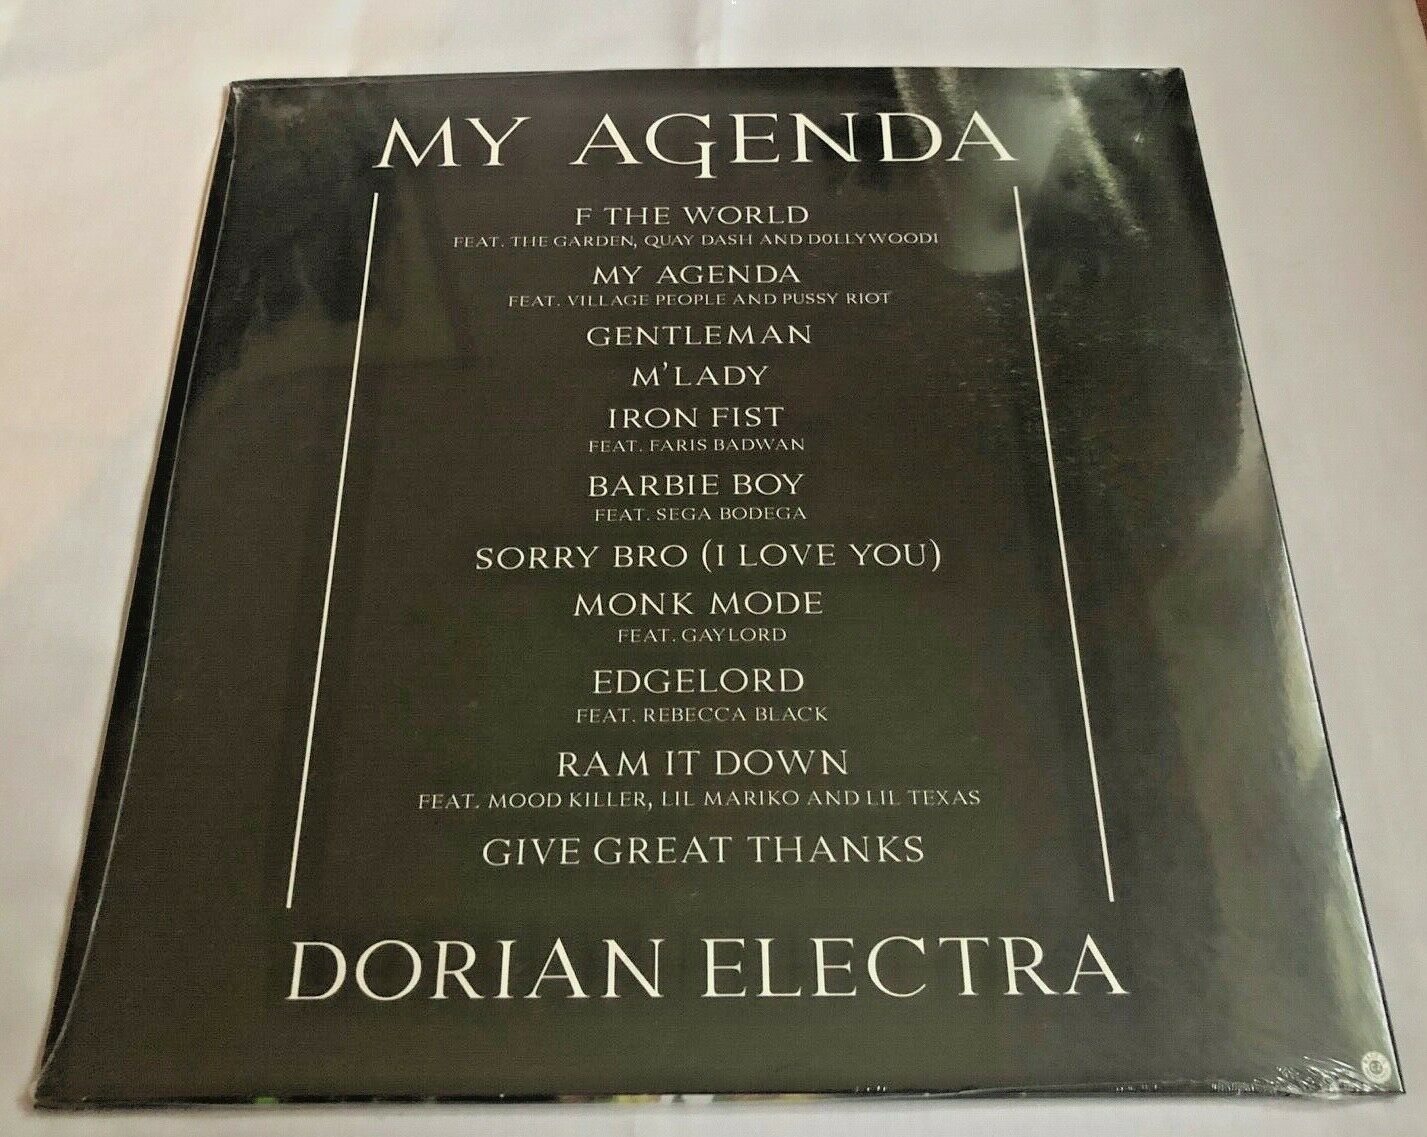 MY AGENDA
F THE WORLD
FEAT. THE GARDEN, QUAY DASH AND D0LLYWOOD1
MY AGENDA
FEAT. VILLAGE PEOPLE AND PUSSY RIOT
GENTLEMAN
M'LADY
IRON FIST
FEAT. FARIS BADWAN
BARBIE BOY
FEAT. SEGA BODEGA
SORRY BRO (I LOVE YOU)
MONK MODE
FEAT. GAYLORD
EDGELORD
FEAT. REBECCA BLACK
RAM IT DOWN
FEAT. MOOD KILLER, LIL MARIKO AND LIL TEXAS
GIVE GREAT THANKS
DORIAN ELECTRA